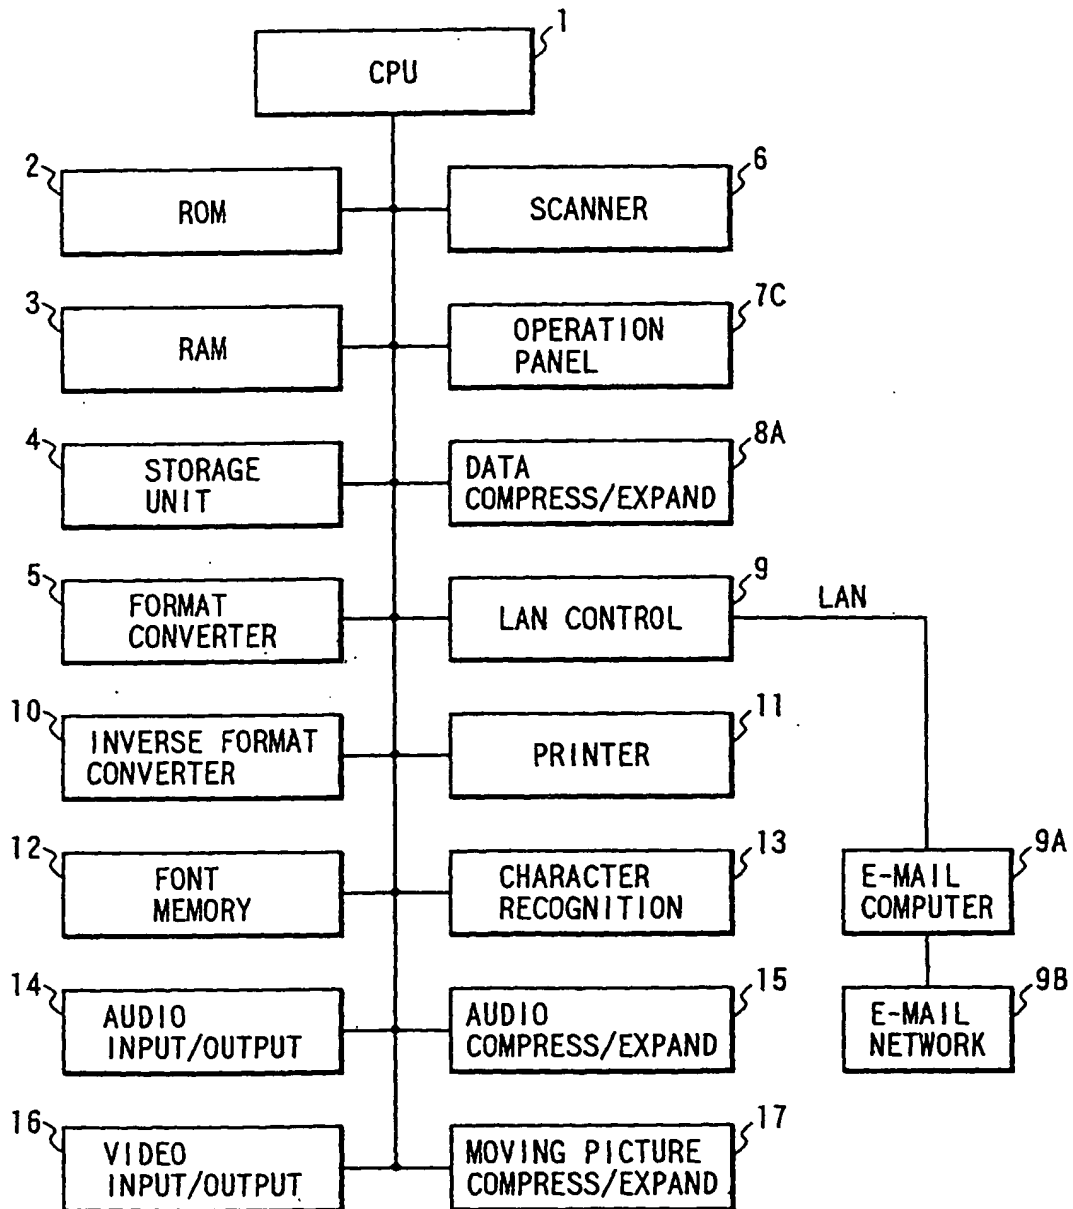 1
CPU
2
ROM
6
SCANNER
3
RAM
7C
OPERATION
PANEL
4
STORAGE
UNIT
8A
DATA
COMPRESS/EXPAND
5
FORMAT
CONVERTER
9
LAN CONTROL
LAN
10
INVERSE FORMAT
CONVERTER
11
PRINTER
12
FONT
MEMORY
13
CHARACTER
RECOGNITION
9A
E-MAIL
COMPUTER
14
AUDIO
INPUT/OUTPUT
15
AUDIO
COMPRESS/EXPAND
9B
E-MAIL
NETWORK
16
VIDEO
INPUT/OUTPUT
17
MOVING PICTURE
COMPRESS/EXPAND